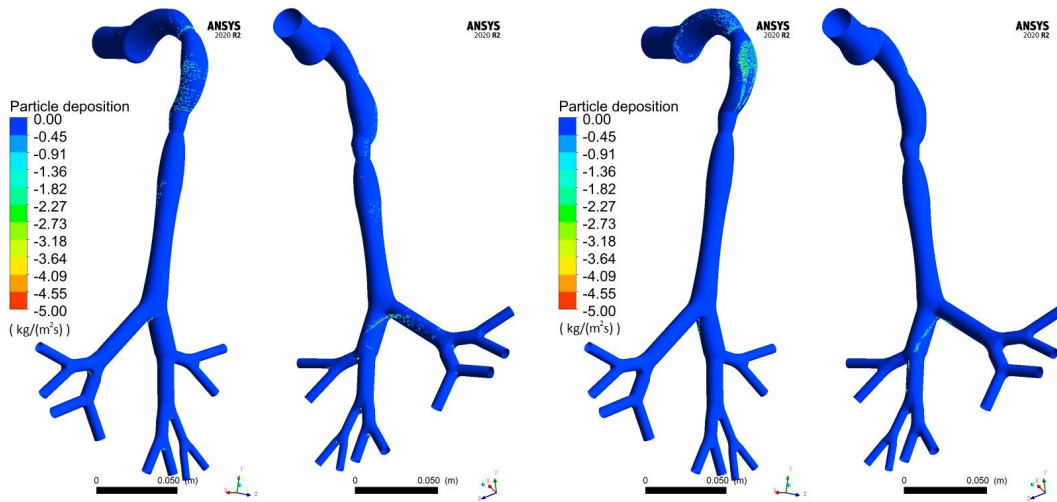 ANSYS
2020 R2
ANSYS
2020 R2
Particle deposition
0.00
-0.45
-0.91
-1.36
-1.82
-2.27
-2.73
-3.18
-3.64
-4.09
-4.55
-5.00
( kg/(m²s) )
0 0.050 (m)
Y
X
Z
0 0.050 (m)
Y
X
Z
ANSYS
2020 R2
ANSYS
2020 R2
Particle deposition
0.00
-0.45
-0.91
-1.36
-1.82
-2.27
-2.73
-3.18
-3.64
-4.09
-4.55
-5.00
( kg/(m²s) )
0 0.050 (m)
Y
X
Z
0 0.050 (m)
Y
X
Z